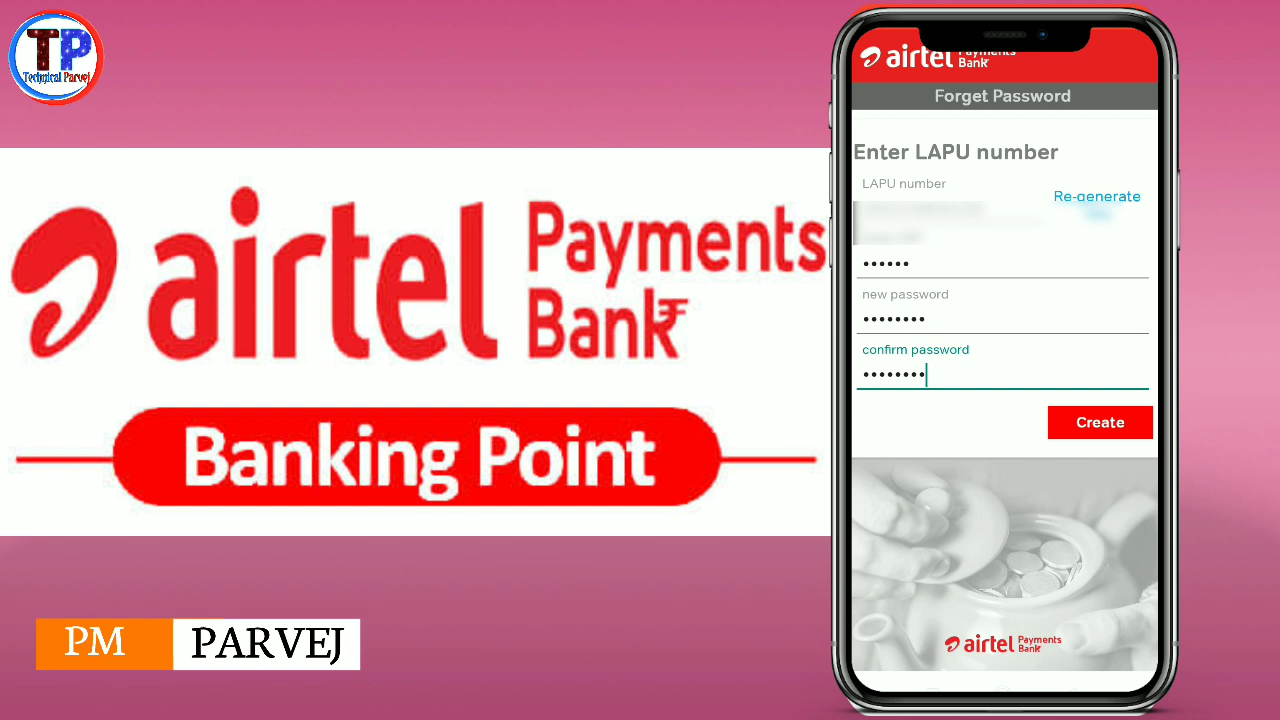 TP
Technical Parvej
airtel
Payments
Bank
Banking Point
PM PARVEJ
airtel Payments
Bank
Forget Password
Enter LAPU number
LAPU number
Re-generate
new password
confirm password
Create
airtel Payments
Bank